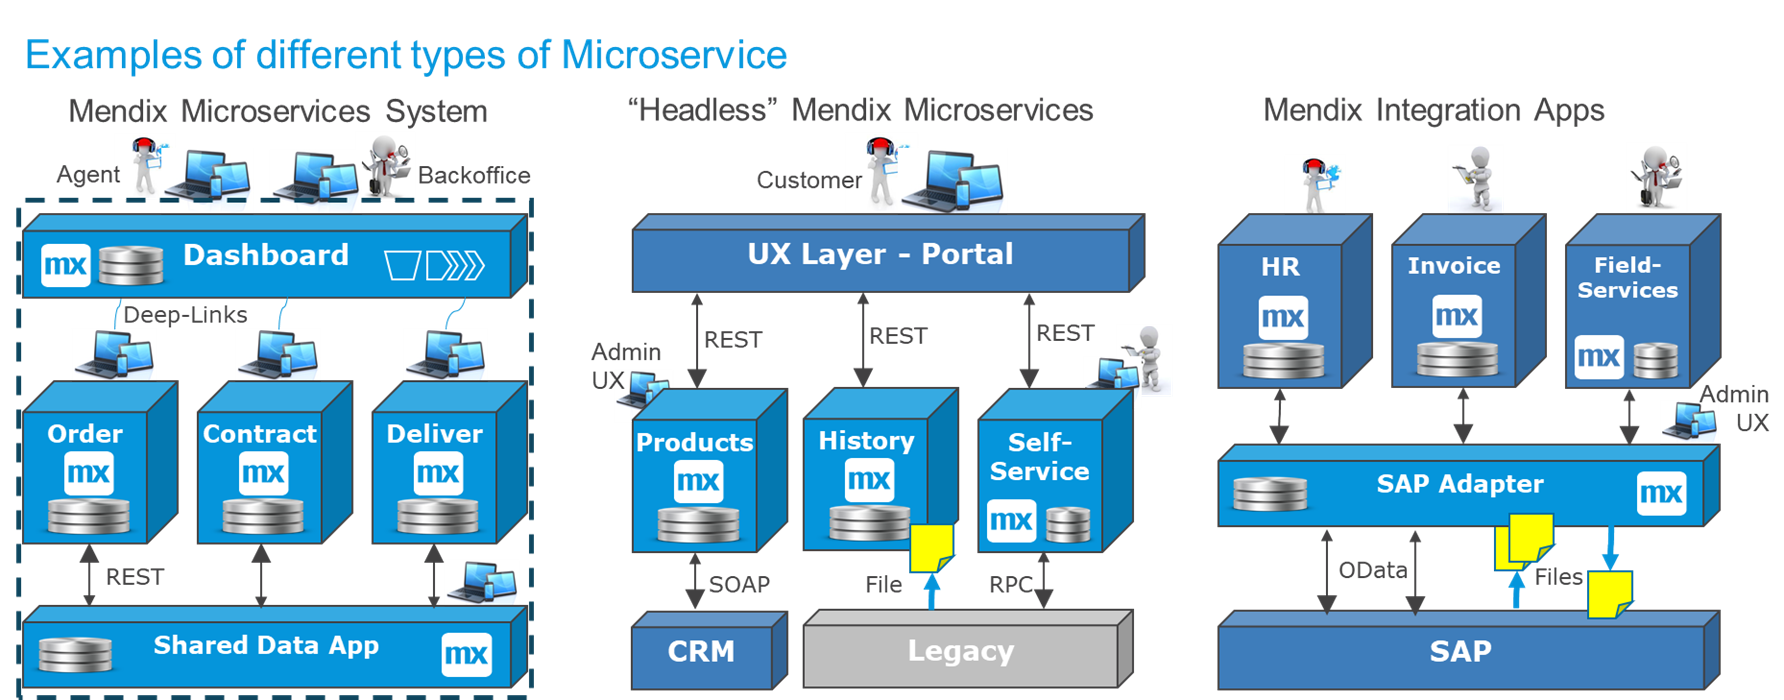 Examples of different types of Microservice
Mendix Microservices System
Agent
Backoffice
mx
Dashboard
Deep-Links
Order
mx
Contract
mx
Deliver
mx
REST
Shared Data App
mx
“Headless” Mendix Microservices
Customer
UX Layer - Portal
REST
REST
REST
Admin
UX
Products
mx
History
mx
Self-
Service
mx
SOAP
File
RPC
CRM
Legacy
Mendix Integration Apps
HR
mx
Invoice
mx
Field-
Services
mx
Admin
UX
SAP Adapter
mx
OData
Files
SAP